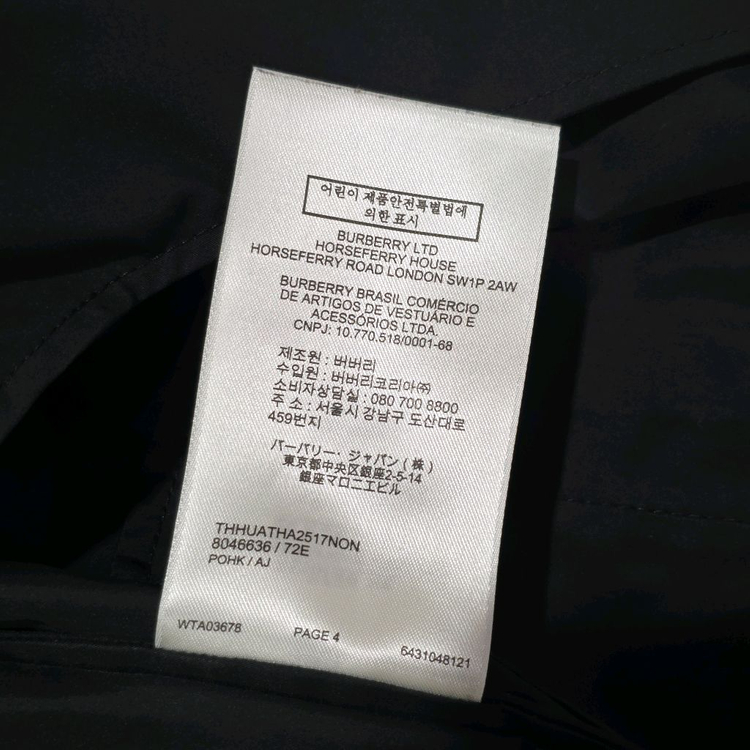 어린이 제품안전특별법에
의한 표시
BURBERRY LTD
HORSEFERRY HOUSE
HORSEFERRY ROAD LONDON SW1P 2AW
BURBERRY BRASIL COMÉRCIO
DE ARTIGOS DE VESTUÁRIO E
ACESSÓRIOS LTDA.
CNPJ: 10.770.518/0001-68
제조원 : 버버리
수입원 : 버버리코리아㈜
소비자상담실 : 080 700 8800
주 소 : 서울시 강남구 도산대로
459번지
バーバリー・ジャパン(株)
東京都中央区銀座2-5-14
銀座マロニエビル
THHUATHA2517NON
8046636 / 72E
POHK / AJ
WTA03678 PAGE 4 6431048121